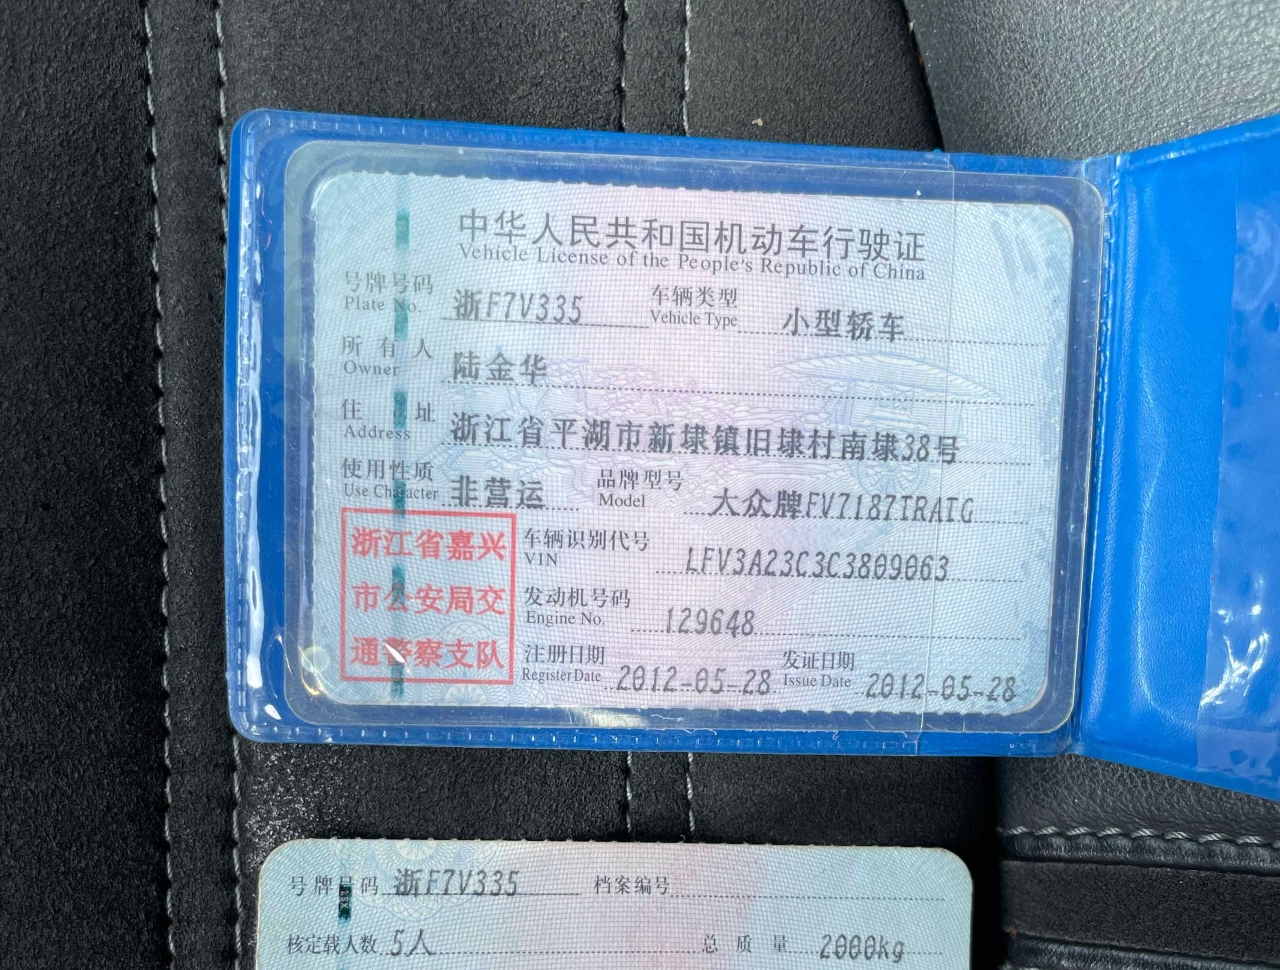 中华人民共和国机动车行驶证
Vehicle License of the People's Republic of China
号牌号码 浙F7V335 车辆类型 小型轿车
Plate No. Vehicle Type
所有人 陆金华
Owner
住址 浙江省平湖市新埭镇旧埭村南埭38号
Address
使用性质 非营运 品牌型号 大众牌FV7187TRATG
Use Character Model
浙江省嘉兴
市公安局交
通警察支队
车辆识别代号 LFV3A23C3C3809063
VIN
发动机号码 129648
Engine No.
注册日期 2012-05-28 发证日期 2012-05-28
Register Date Issue Date
号牌号码 浙F7V335 档案编号
核定载人数 5人 总质量 2000kg